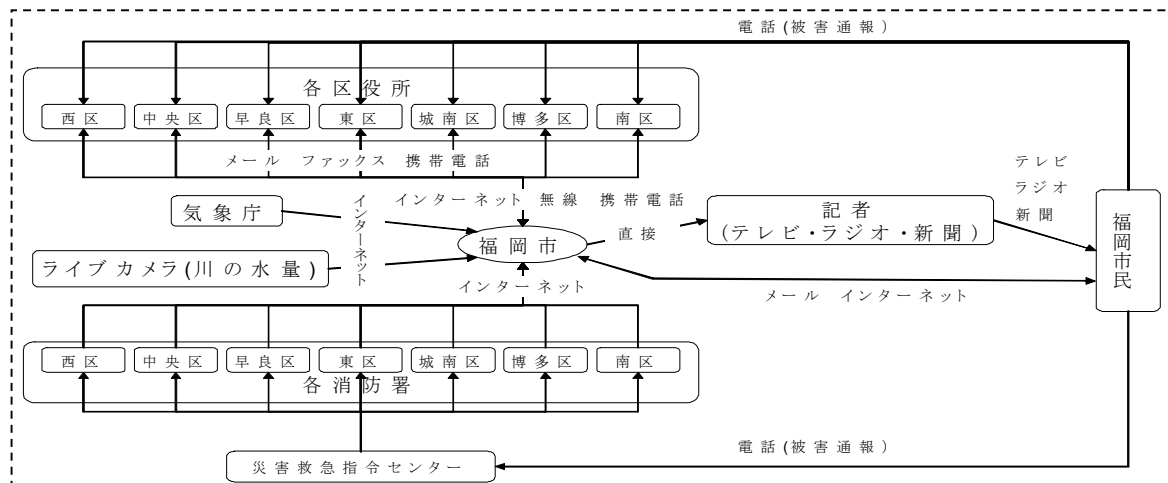 電話(被害通報)
各区役所
西区 中央区 早良区 東区 城南区 博多区 南区
メール ファックス 携帯電話
テレビ
ラジオ
新聞
インターネット 無線 携帯電話
気象庁
インターネット
福岡市
直接
記者
(テレビ・ラジオ・新聞)
福岡市民
ライブカメラ(川の水量)
インターネット
メール インターネット
西区 中央区 早良区 東区 城南区 博多区 南区
各消防署
電話(被害通報)
災害救急指令センター